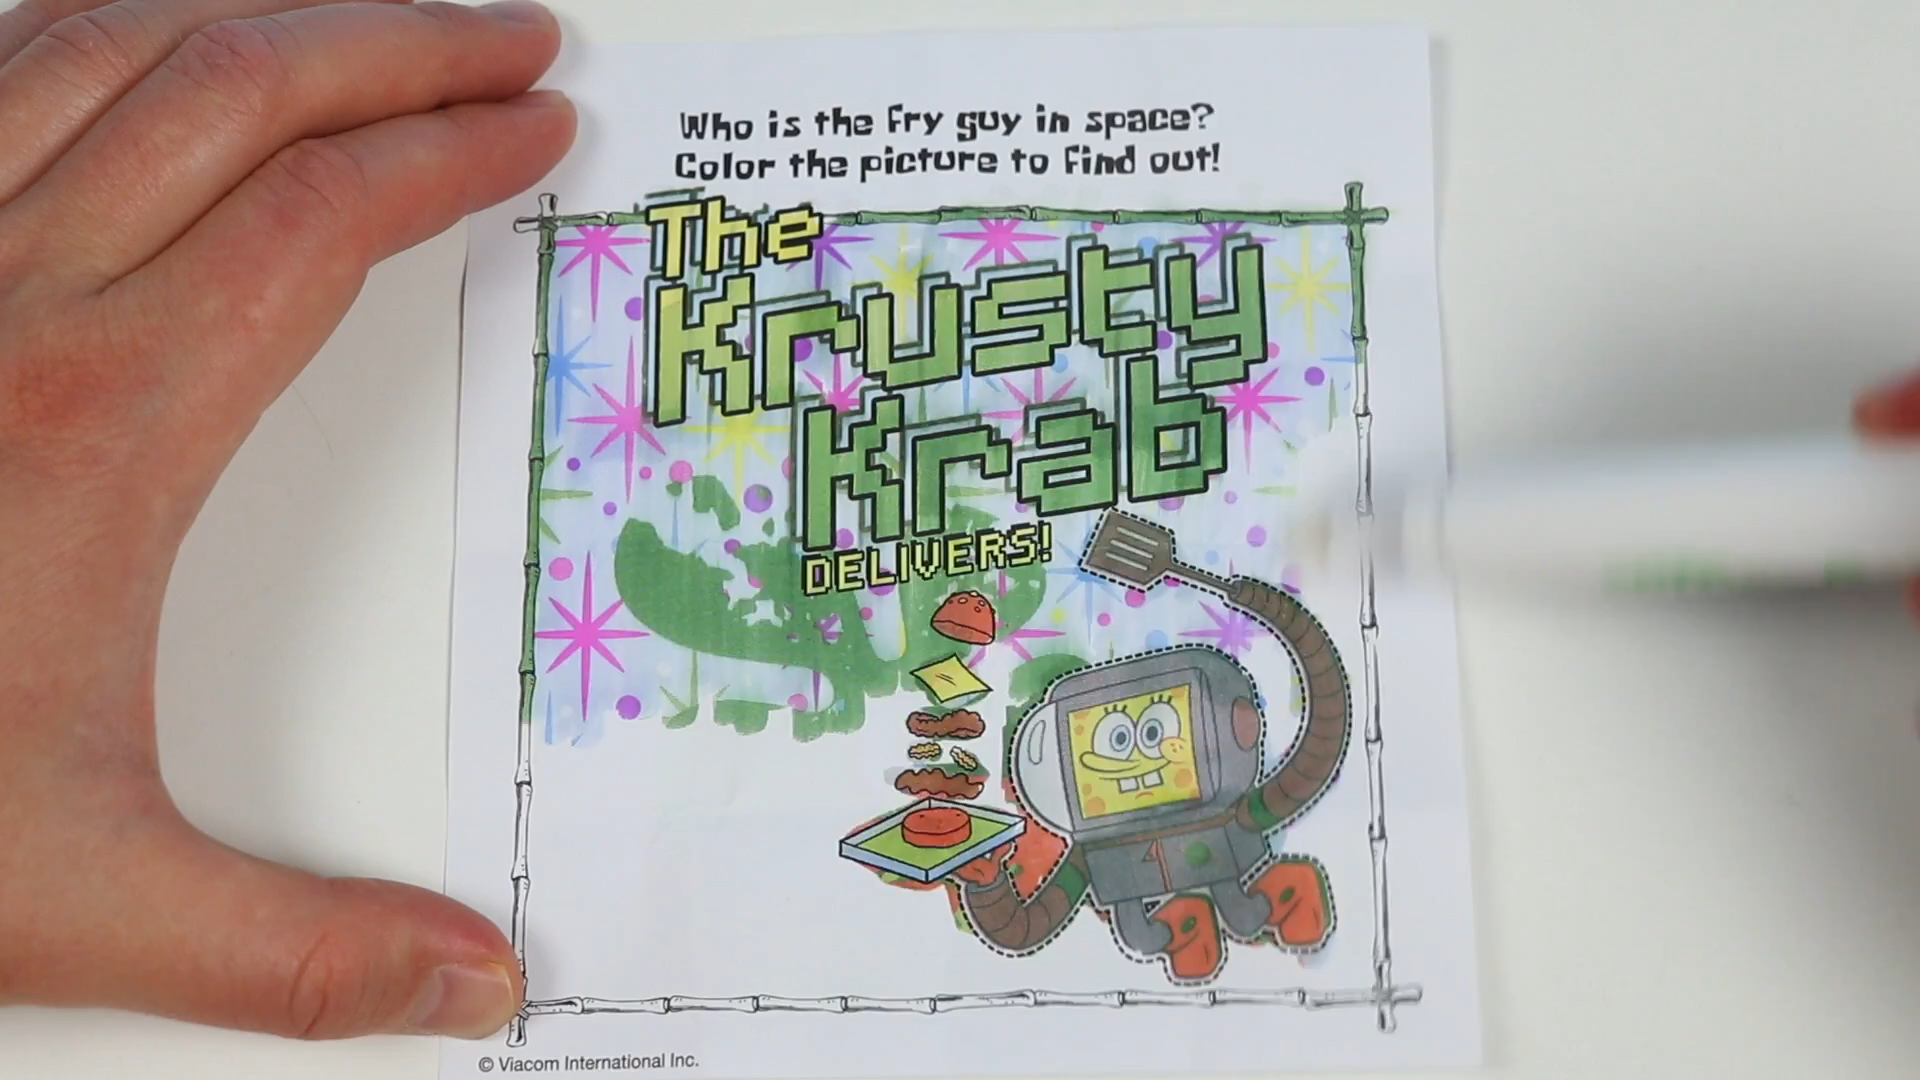 Who is the fry guy in space?
Color the picture to find out!
The
Krusty
Krab
DELIVERS!
© Viacom International Inc.